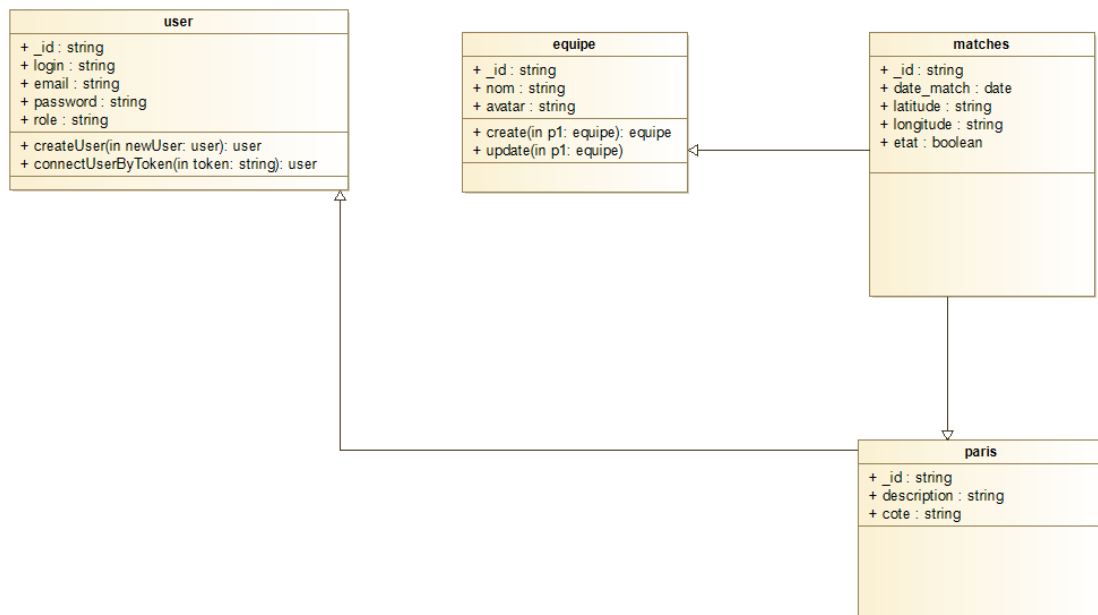 user
+ _id : string
+ login : string
+ email : string
+ password : string
+ role : string
+ createUser(in newUser: user): user
+ connectUserByToken(in token: string): user
equipe
+ _id : string
+ nom : string
+ avatar : string
+ create(in p1: equipe): equipe
+ update(in p1: equipe)
matches
+ _id : string
+ date_match : date
+ latitude : string
+ longitude : string
+ etat : boolean
paris
+ _id : string
+ description : string
+ cote : string